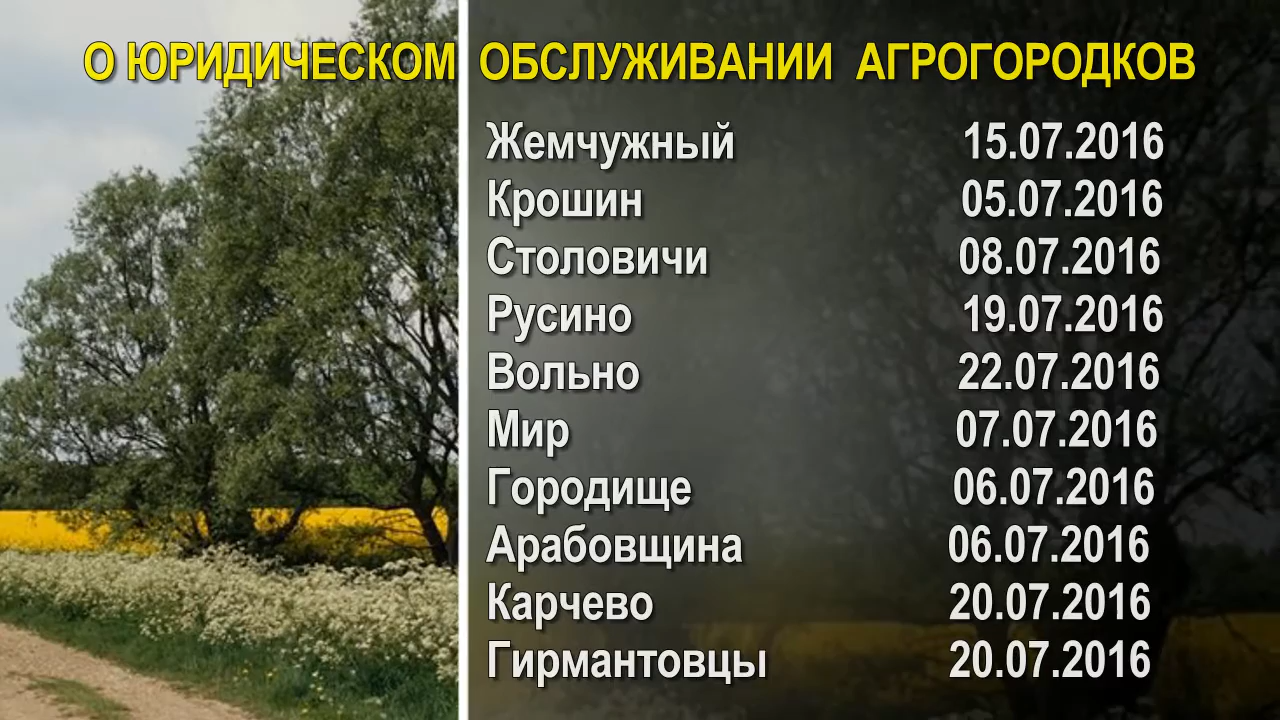 О ЮРИДИЧЕСКОМ ОБСЛУЖИВАНИИ АГРОГОРОДКОВ
Жемчужный 15.07.2016
Крошин 05.07.2016
Столовичи 08.07.2016
Русино 19.07.2016
Вольно 22.07.2016
Мир 07.07.2016
Городище 06.07.2016
Арабовщина 06.07.2016
Карчево 20.07.2016
Гирмантовцы 20.07.2016